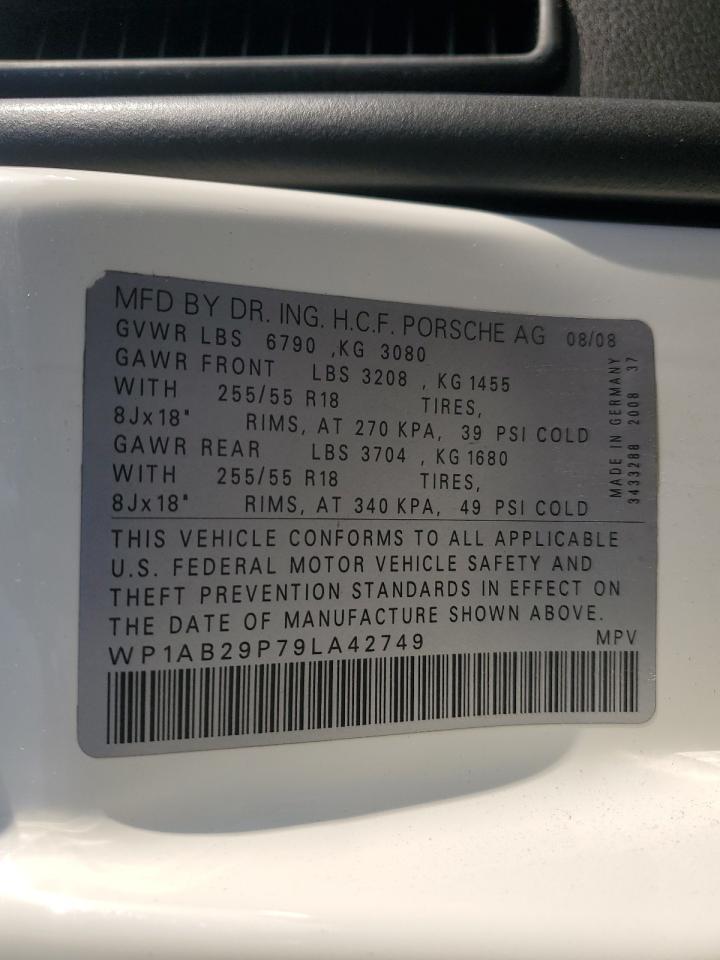 MFD BY DR. ING. H.C.F. PORSCHE AG 08/08
GVWR LBS 6790 ,KG 3080
GAWR FRONT LBS 3208 , KG 1455
WITH 255/55 R18 TIRES,
8Jx18" RIMS, AT 270 KPA, 39 PSI COLD
GAWR REAR LBS 3704 , KG 1680
WITH 255/55 R18 TIRES,
8Jx18" RIMS, AT 340 KPA, 49 PSI COLD
MADE IN GERMANY
3433288 2008 37
THIS VEHICLE CONFORMS TO ALL APPLICABLE
U.S. FEDERAL MOTOR VEHICLE SAFETY AND
THEFT PREVENTION STANDARDS IN EFFECT ON
THE DATE OF MANUFACTURE SHOWN ABOVE.
WP1AB29P79LA42749 MPV